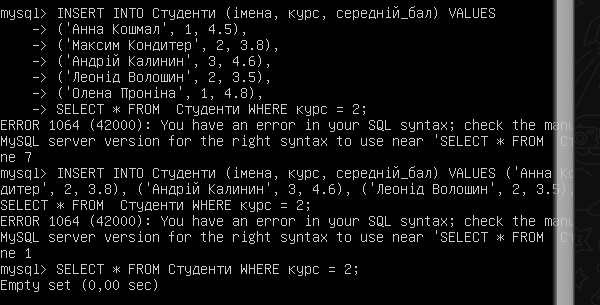 mysql> INSERT INTO Студенти (імена, курс, середній_бал) VALUES
-> ('Анна Кошмал', 1, 4.5),
-> ('Максим Кондитер', 2, 3.8),
-> ('Андрій Калинин', 3, 4.6),
-> ('Леонід Волошин', 2, 3.5),
-> ('Олена Проніна', 1, 4.8),
-> SELECT * FROM  Студенти WHERE курс = 2;
ERROR 1064 (42000): You have an error in your SQL syntax; check the manu
MySQL server version for the right syntax to use near 'SELECT * FROM  Ст
ne 7
mysql> INSERT INTO Студенти (імена, курс, середній_бал) VALUES ('Анна Ко
дитер', 2, 3.8), ('Андрій Калинин', 3, 4.6), ('Леонід Волошин', 2, 3.5),
SELECT * FROM  Студенти WHERE курс = 2;
ERROR 1064 (42000): You have an error in your SQL syntax; check the manu
MySQL server version for the right syntax to use near 'SELECT * FROM  Ст
ne 1
mysql> SELECT * FROM Студенти WHERE курс = 2;
Empty set (0,00 sec)